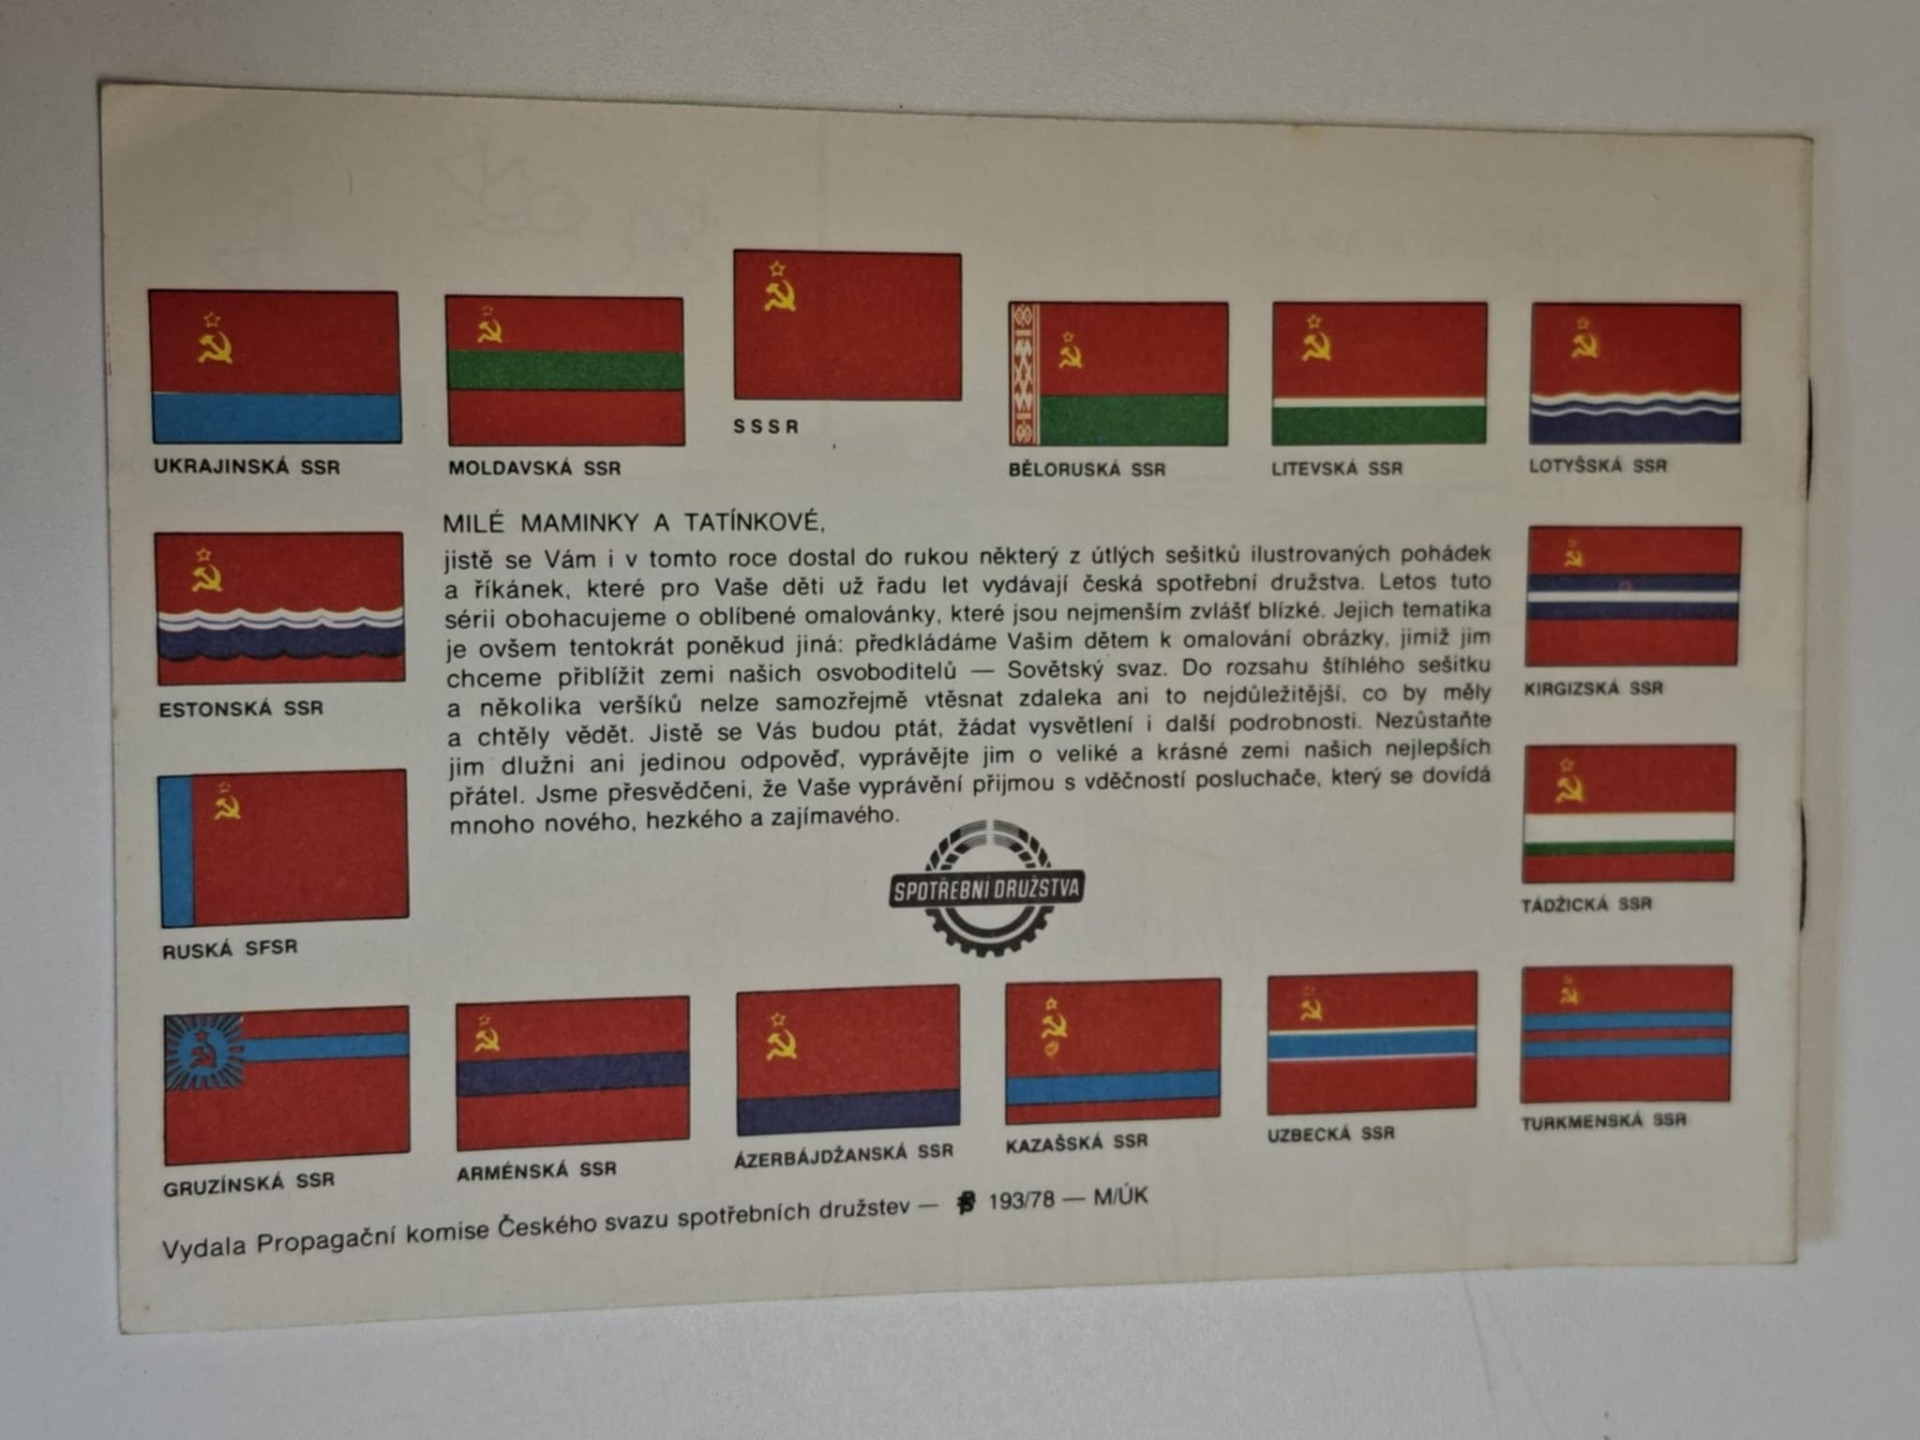 SSSR
UKRAJINSKÁ SSR
MOLDAVSKÁ SSR
BĚLORUSKÁ SSR
LITEVSKÁ SSR
LOTYŠSKÁ SSR
MILÉ MAMINKY A TATÍNKOVÉ,
jistě se Vám i v tomto roce dostal do rukou některý z útlých sešitků ilustrovaných pohádek
a říkánek, které pro Vaše děti už řadu let vydávají česká spotřební družstva. Letos tuto
sérii obohacujeme o oblíbené omalovánky, které jsou nejmenším zvlášť blízké. Jejich tematika
je ovšem tentokrát poněkud jiná: předkládáme Vašim dětem k omalování obrázky, jimiž jim
chceme přiblížit zemi našich osvoboditelů — Sovětský svaz. Do rozsahu štíhlého sešitku
a několika veršíků nelze samozřejmě vtěsnat zdaleka ani to nejdůležitější, co by měly
a chtěly vědět. Jistě se Vás budou ptát, žádat vysvětlení i další podrobnosti. Nezůstaňte
jim dlužni ani jedinou odpověď, vyprávějte jim o veliké a krásné zemi našich nejlepších
přátel. Jsme přesvědčeni, že Vaše vyprávění přijmou s vděčností posluchače, který se dovídá
mnoho nového, hezkého a zajímavého.
ESTONSKÁ SSR
KIRGIZSKÁ SSR
RUSKÁ SFSR
SPOTŘEBNÍ DRUŽSTVA
TÁDŽICKÁ SSR
GRUZÍNSKÁ SSR
ARMÉNSKÁ SSR
ÁZERBÁJDŽANSKÁ SSR
KAZAŠSKÁ SSR
UZBECKÁ SSR
TURKMENSKÁ SSR
Vydala Propagační komise Českého svazu spotřebních družstev — 193/78 — M/ÚK